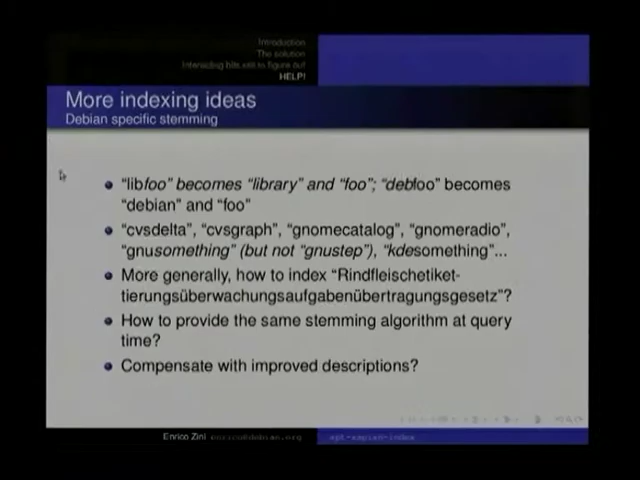 Introduction
The solution
Interesting bits still to figure out
HELP!
More indexing ideas
Debian specific stemming
"libfoo" becomes "library" and "foo"; "debfoo" becomes
"debian" and "foo"
"cvsdelta", "cvsgraph", "gnomecatalog", "gnomeradio",
"gnusomething" (but not "gnustep"), "kdesomething"...
More generally, how to index "Rindfleischetiket-
tierungsüberwachungsaufgabenübertragungsgesetz"?
How to provide the same stemming algorithm at query
time?
Compensate with improved descriptions?
Enrico Zini enrico@debian.org
apt-xapian-index